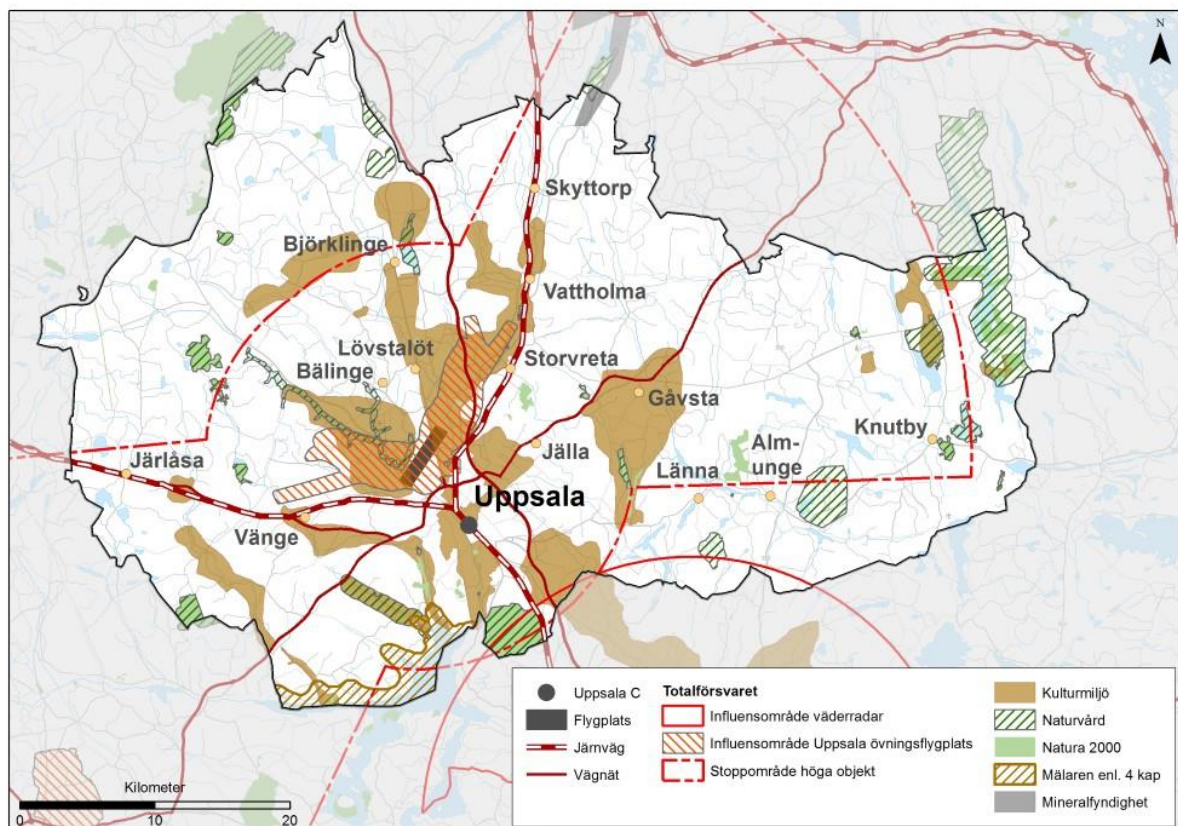 N
Skyttorp
Björklinge
Vattholma
Lövstalöt
Bälinge
Storvreta
Gåvsta
Jälla
Knutby
Alm-
unge
Länna
Järlåsa
Uppsala
Vänge
Kilometer
0 10 20
Uppsala C
Flygplats
Järnväg
Vägnät
Totalförsvaret
Influensområde väderradar
Influensområde Uppsala övningsflygplats
Stoppområde höga objekt
Kulturmiljö
Naturvård
Natura 2000
Mälaren enl. 4 kap
Mineralfyndighet